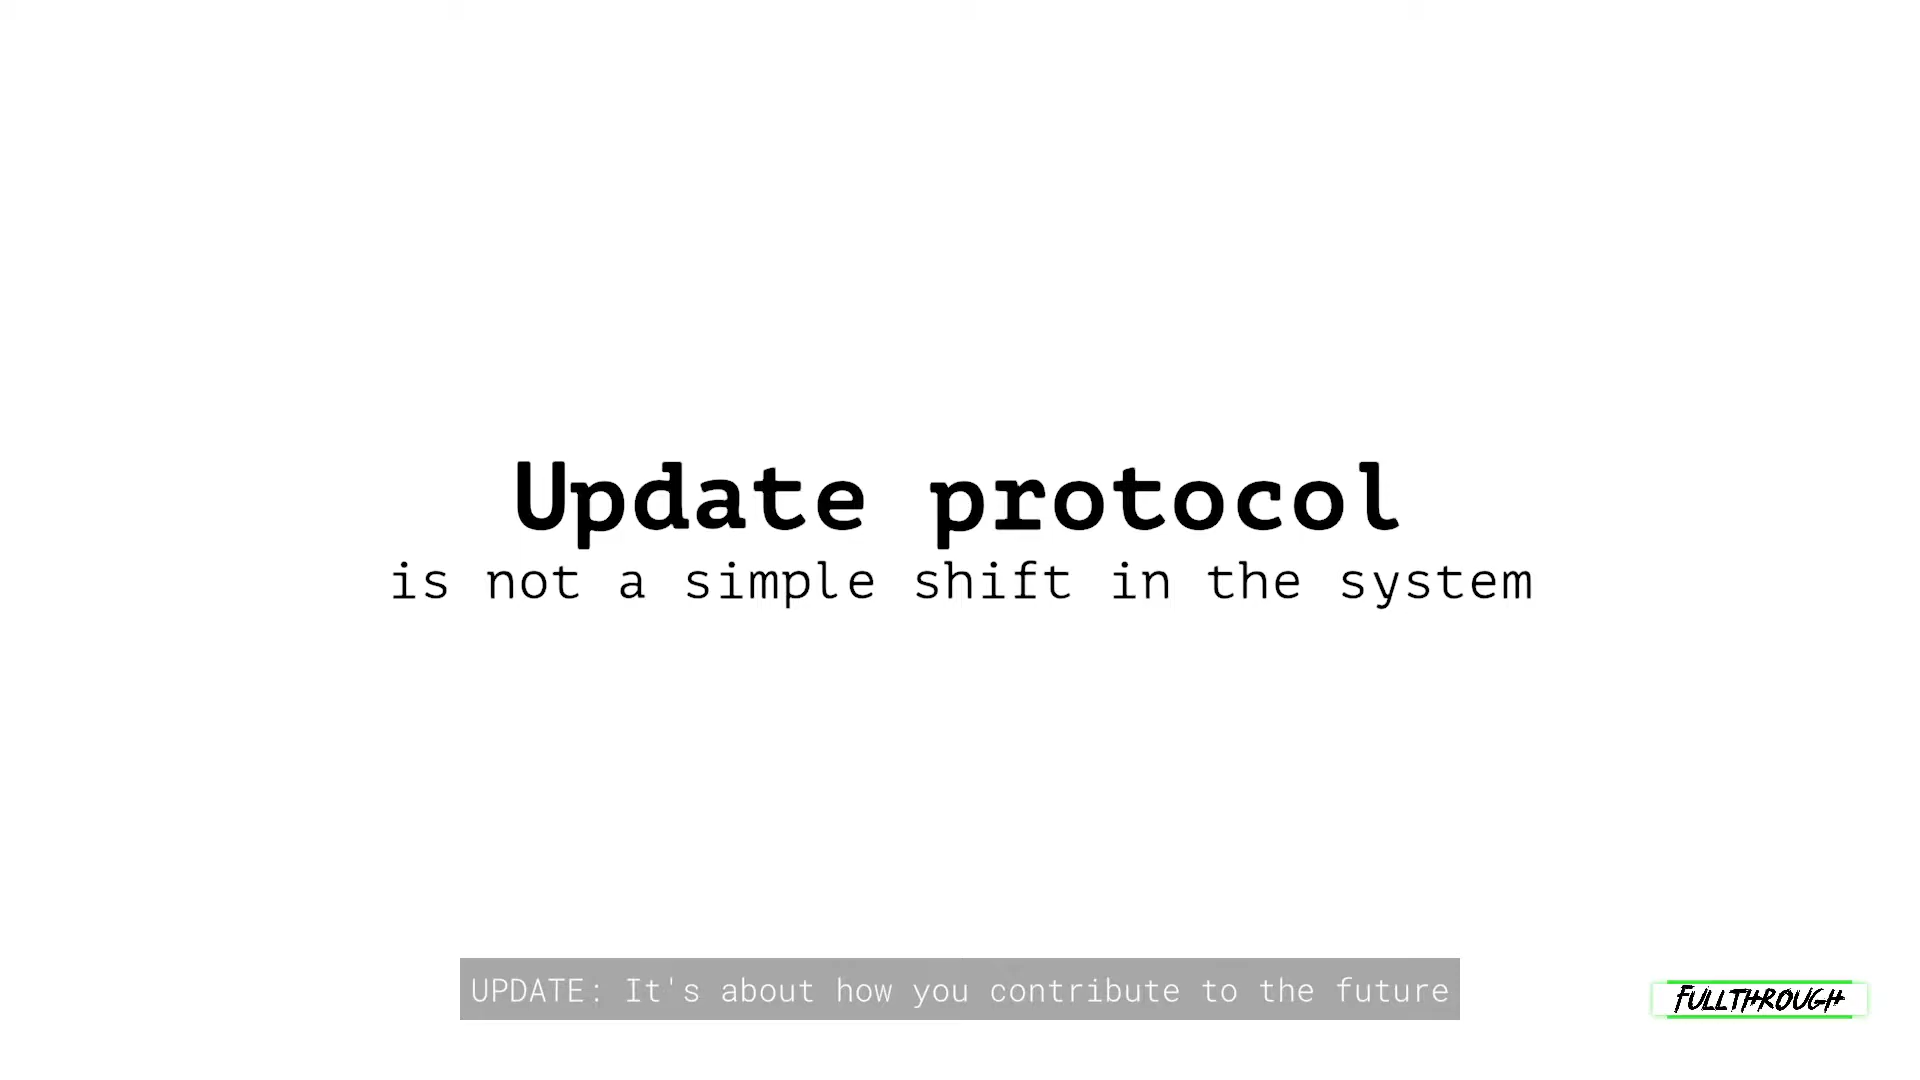 Update protocol
is not a simple shift in the system
UPDATE: It's about how you contribute to the future
FULLTHROUGH